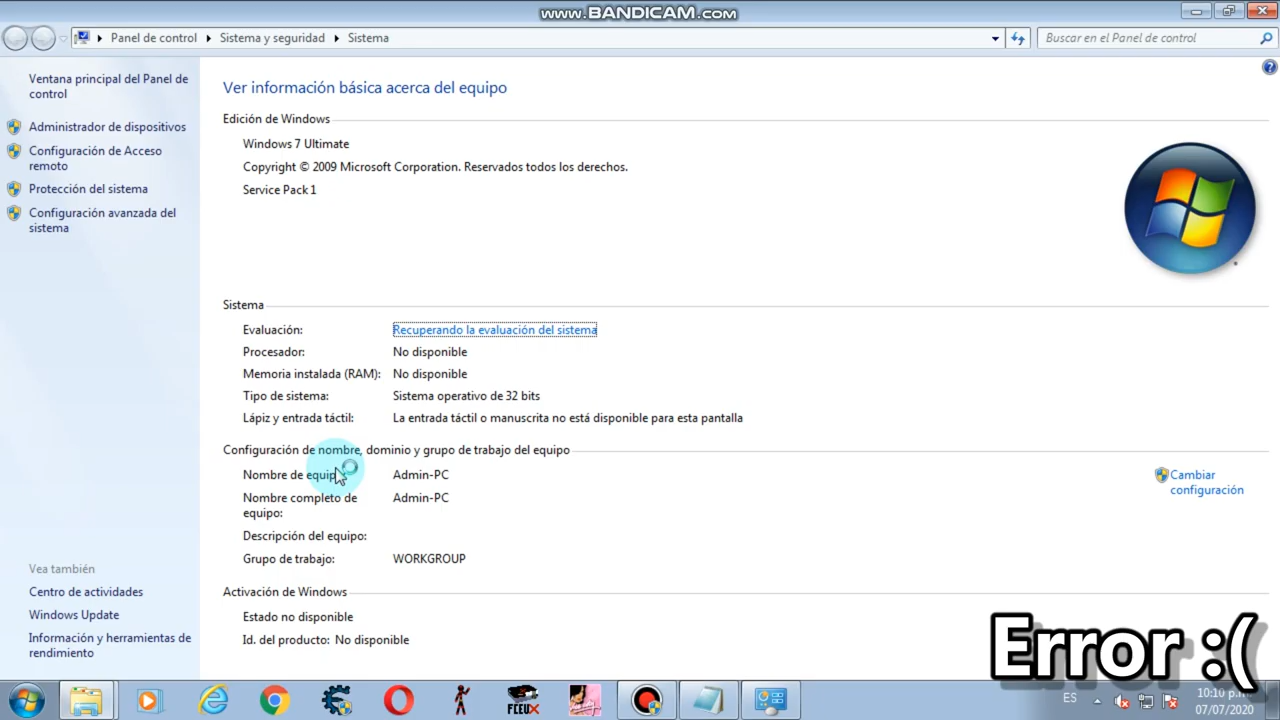 www.BANDICAM.com
Panel de control
Sistema y seguridad
Sistema
Buscar en el Panel de control
Ventana principal del Panel de
control
Administrador de dispositivos
Configuración de Acceso
remoto
Protección del sistema
Configuración avanzada del
sistema
Ver información básica acerca del equipo
Edición de Windows
Windows 7 Ultimate
Copyright © 2009 Microsoft Corporation. Reservados todos los derechos.
Service Pack 1
Sistema
Evaluación: Recuperando la evaluación del sistema
Procesador: No disponible
Memoria instalada (RAM): No disponible
Tipo de sistema: Sistema operativo de 32 bits
Lápiz y entrada táctil: La entrada táctil o manuscrita no está disponible para esta pantalla
Configuración de nombre, dominio y grupo de trabajo del equipo
Nombre de equip Admin-PC
Cambiar
configuración
Nombre completo de Admin-PC
equipo:
Descripción del equipo:
Grupo de trabajo: WORKGROUP
Activación de Windows
Estado no disponible
Id. del producto: No disponible
Vea también
Centro de actividades
Windows Update
Información y herramientas de
rendimiento
Error :(
FCEUX
ES
10:10 p.m.
07/07/2020